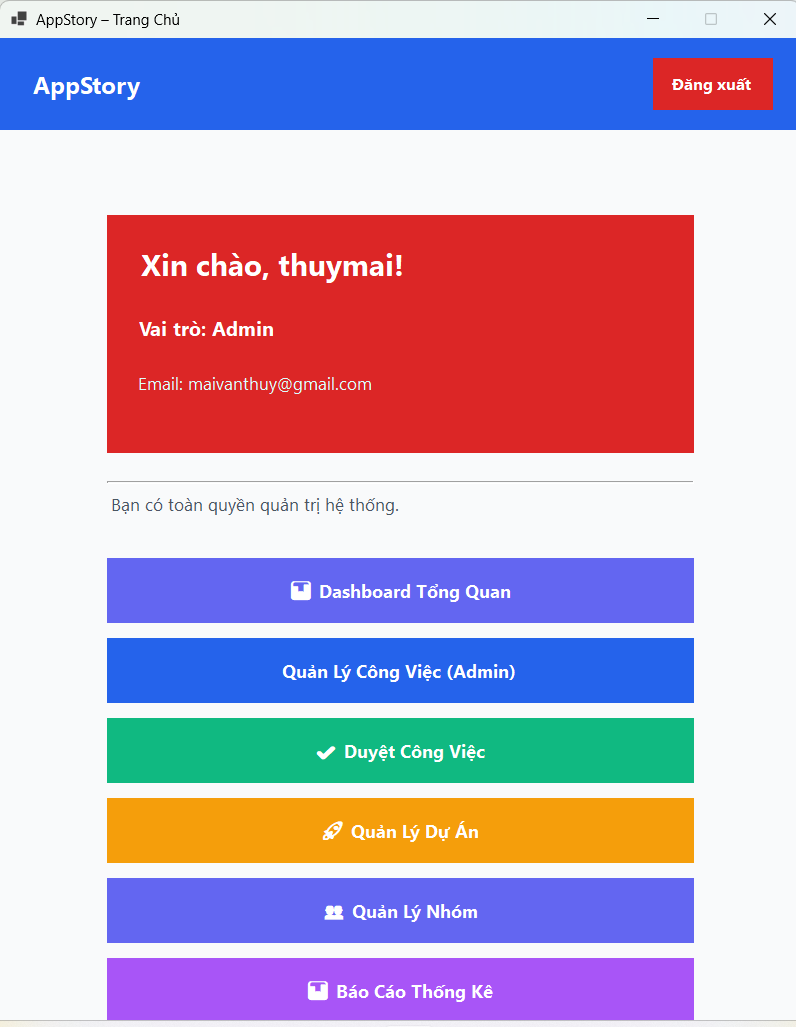 AppStory – Trang Chủ
AppStory
Đăng xuất
Xin chào, thuymai!
Vai trò: Admin
Email: maivanthuy@gmail.com
Bạn có toàn quyền quản trị hệ thống.
Dashboard Tổng Quan
Quản Lý Công Việc (Admin)
Duyệt Công Việc
Quản Lý Dự Án
Quản Lý Nhóm
Báo Cáo Thống Kê